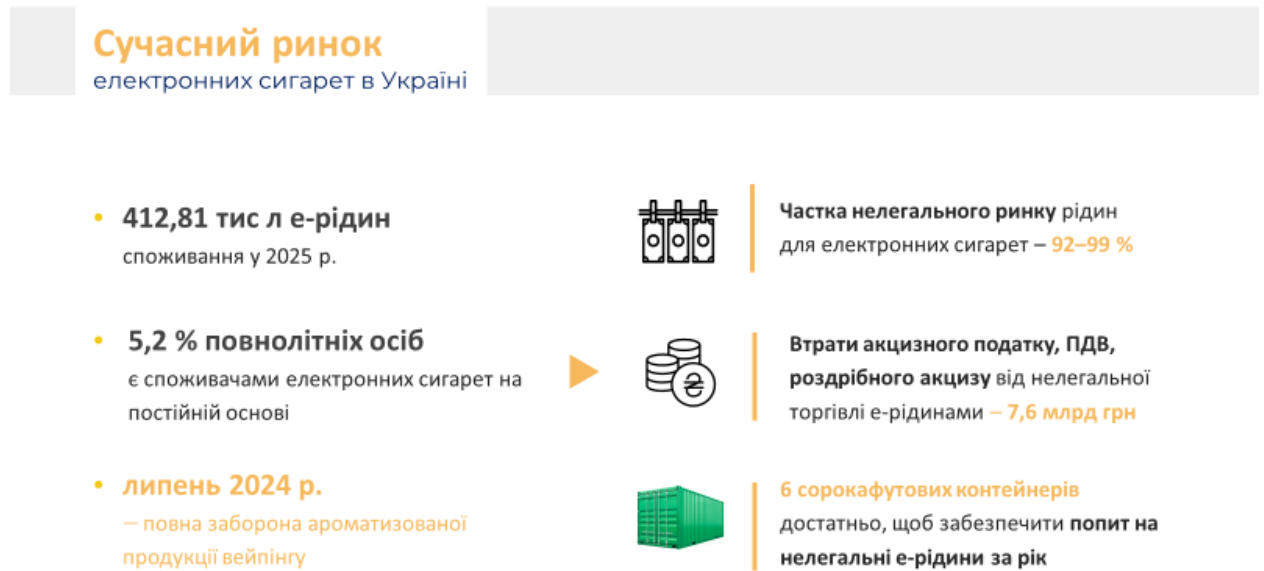 Сучасний ринок
електронних сигарет в Україні
• 412,81 тис л е-рідин
споживання у 2025 р.
• 5,2 % повнолітніх осіб
є споживачами електронних сигарет на
постійній основі
• липень 2024 р.
– повна заборона ароматизованої
продукції вейпінгу
Частка нелегального ринку рідин
для електронних сигарет – 92–99 %
Втрати акцизного податку, ПДВ,
роздрібного акцизу від нелегальної
торгівлі е-рідинами – 7,6 млрд грн
6 сорокафутових контейнерів
достатньо, щоб забезпечити попит на
нелегальні е-рідини за рік